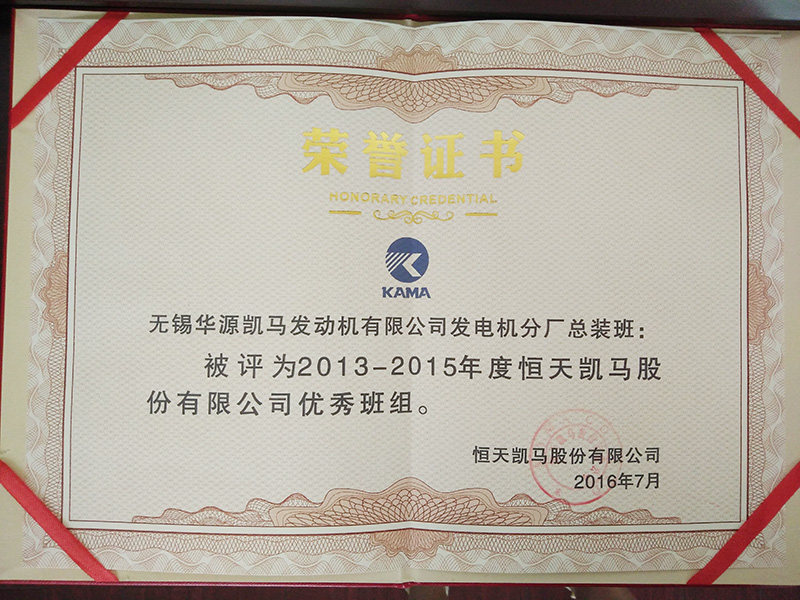 荣誉证书
HONORARY CREDENTIAL
KAMA
无锡华源凯马发动机有限公司发电机分厂总装班：
被评为2013-2015年度恒天凯马股
份有限公司优秀班组。
恒天凯马股份有限公司
2016年7月